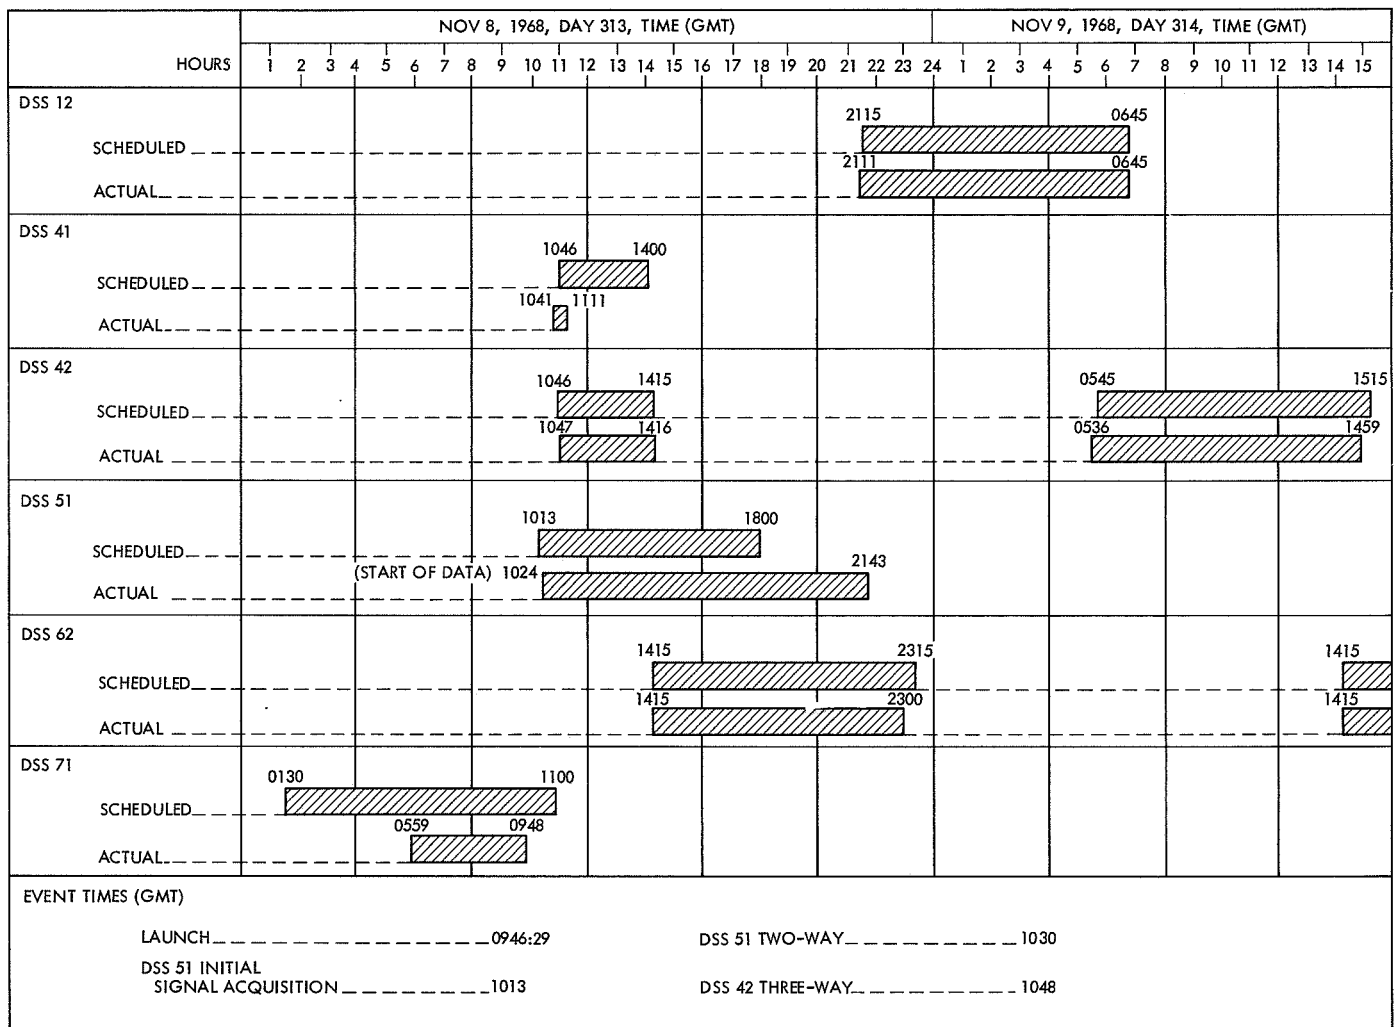 NOV 8, 1968, DAY 313, TIME (GMT) NOV 9, 1968, DAY 314, TIME (GMT)
HOURS 1 2 3 4 5 6 7 8 9 10 11 12 13 14 15 16 17 18 19 20 21 22 23 24 1 2 3 4 5 6 7 8 9 10 11 12 13 14 15
DSS 12
2115 0645
SCHEDULED
2111 0645
ACTUAL
DSS 41
1046 1400
SCHEDULED
1041 1111
ACTUAL
DSS 42
1046 1415 0545 1515
SCHEDULED
1047 1416 0536 1459
ACTUAL
DSS 51
1013 1800
SCHEDULED
(START OF DATA) 1024 2143
ACTUAL
DSS 62
1415 2315 1415
SCHEDULED
1415 2300 1415
ACTUAL
DSS 71
0130 1100
SCHEDULED
0559 0948
ACTUAL
EVENT TIMES (GMT)
LAUNCH 0946:29 DSS 51 TWO-WAY 1030
DSS 51 INITIAL
SIGNAL ACQUISITION 1013 DSS 42 THREE-WAY 1048